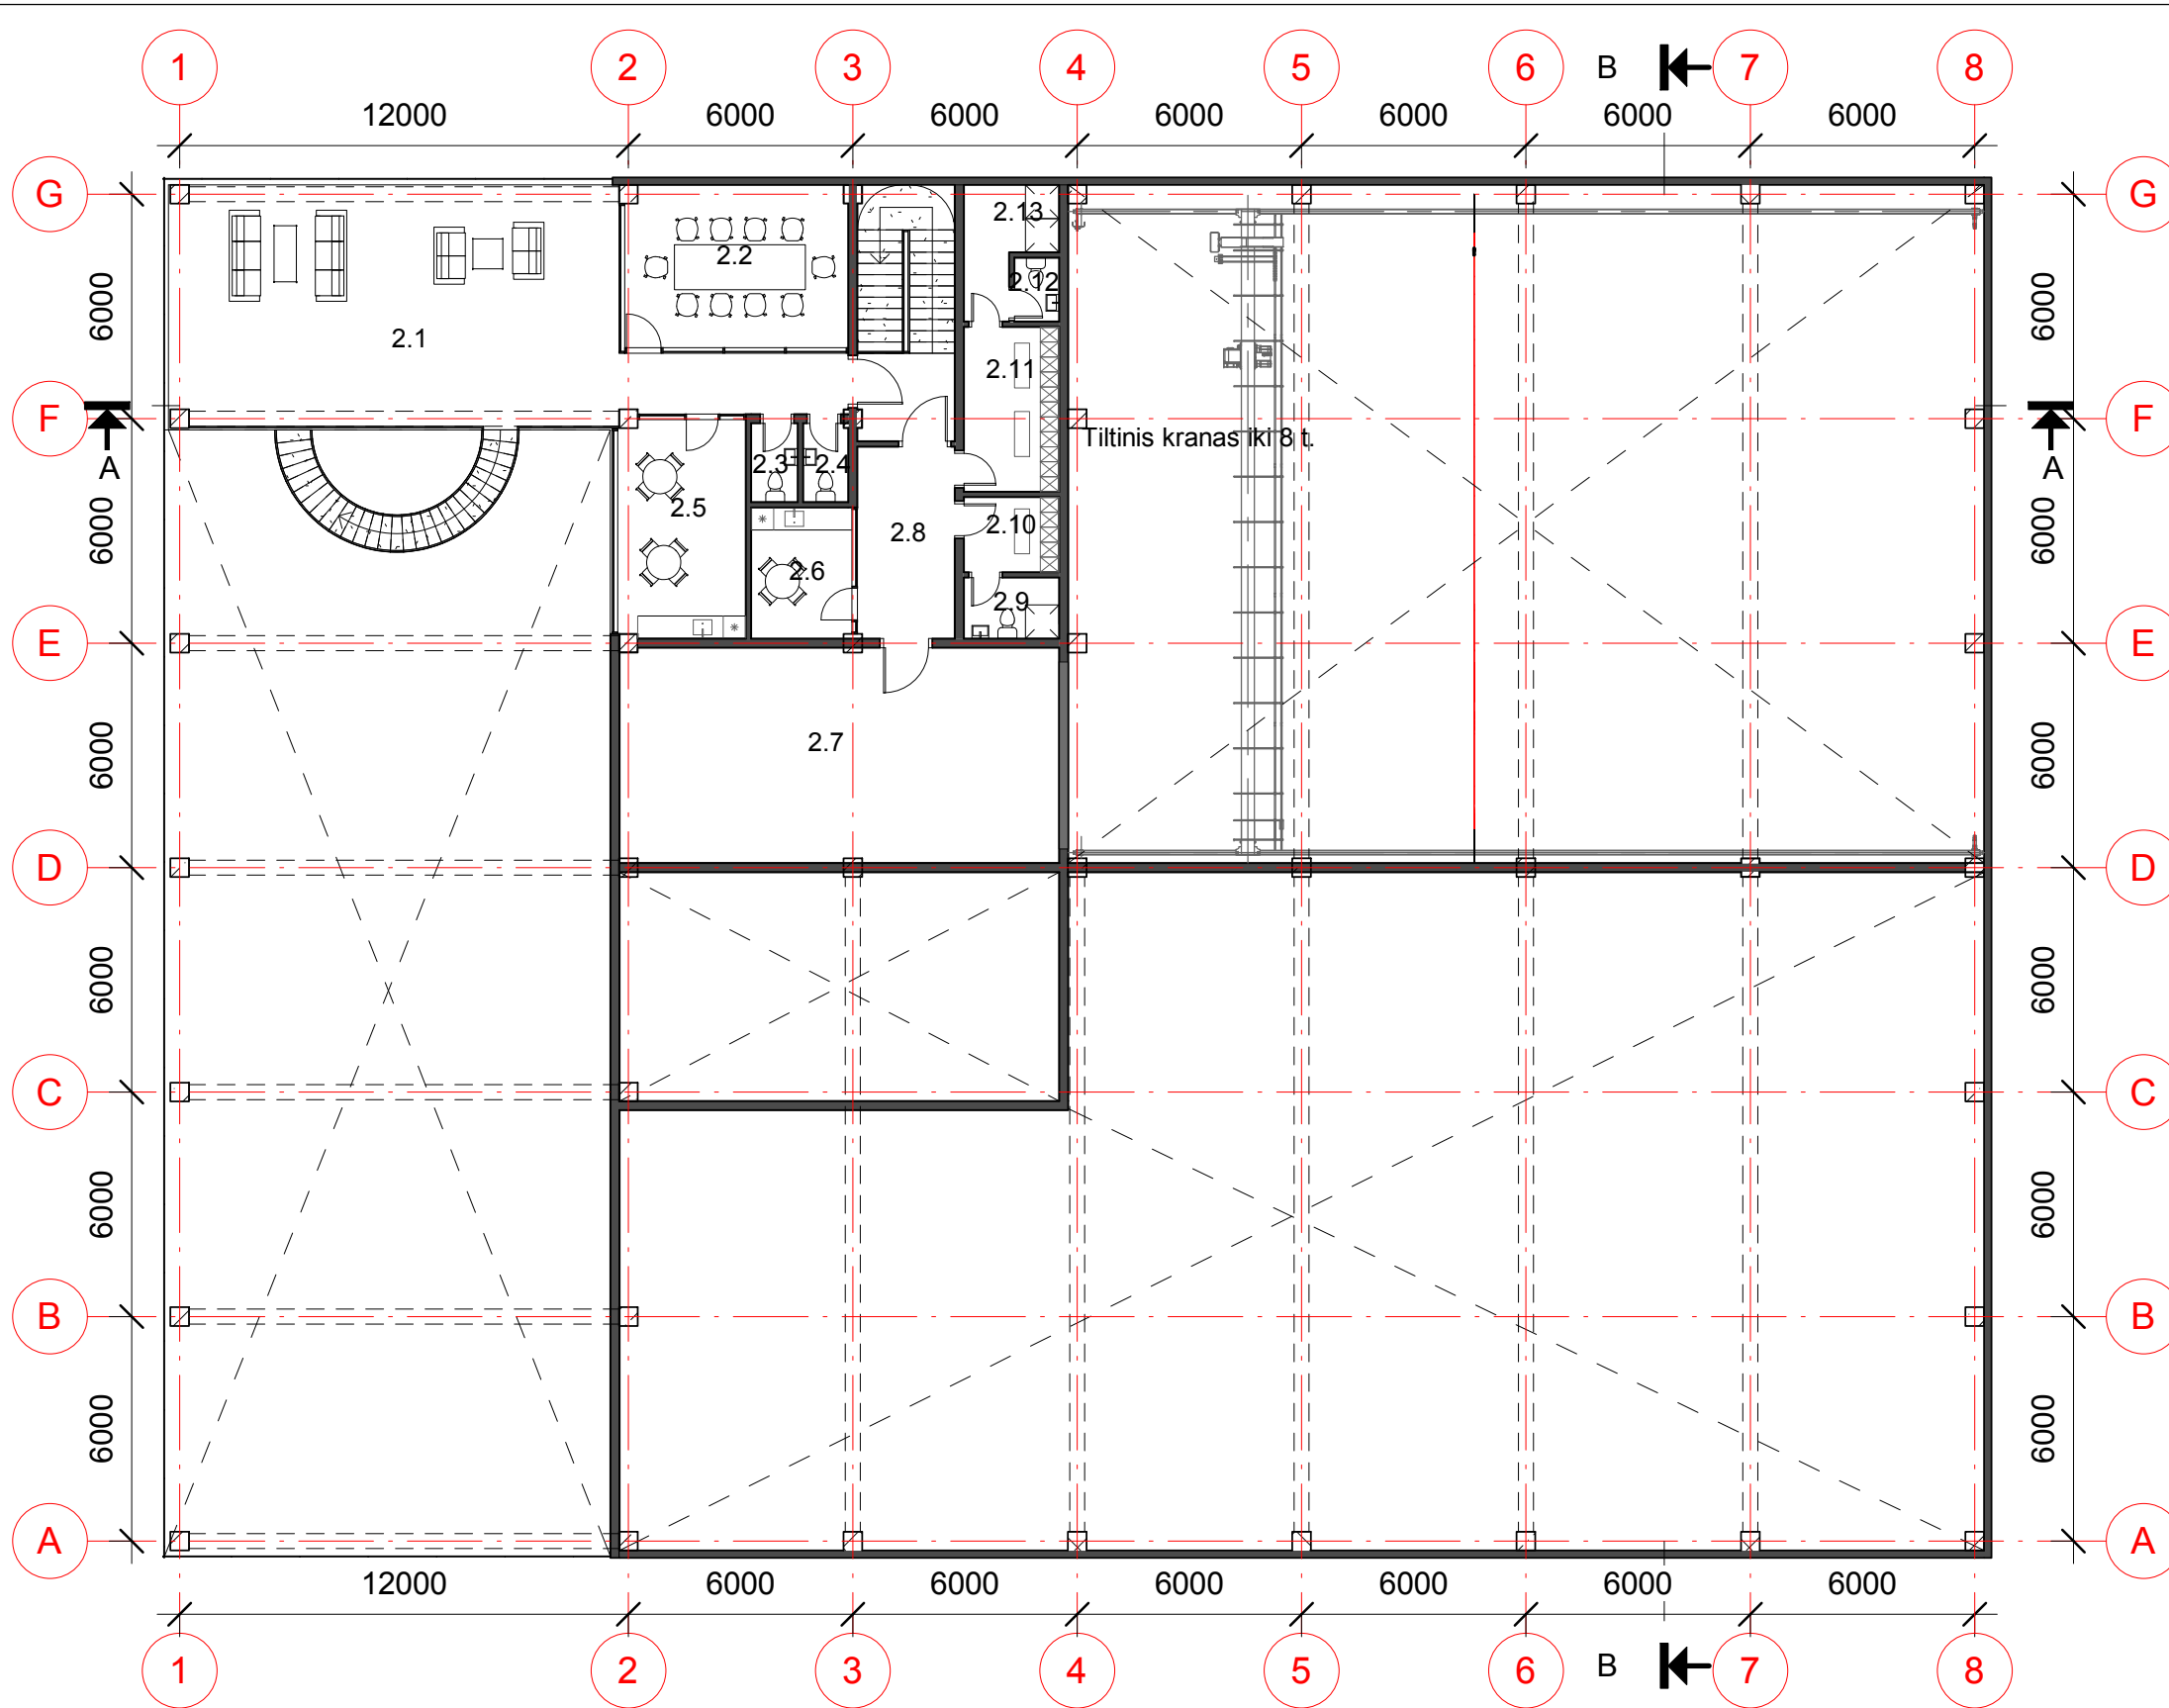 1 2 3 4 5 6 B 7 8
12000 6000 6000 6000 6000 6000 6000
G G
2.13
2.2
2.12
6000 6000
2.1
2.11
F F
Tiltinis kranas iki 8 t.
A A
2.3 2.4
2.5
6000 2.8 2.10 6000
2.6
2.9
E E
6000 2.7 6000
D D
6000 6000
C C
6000 6000
B B
6000 6000
A A
12000 6000 6000 6000 6000 6000 6000
1 2 3 4 5 6 B 7 8